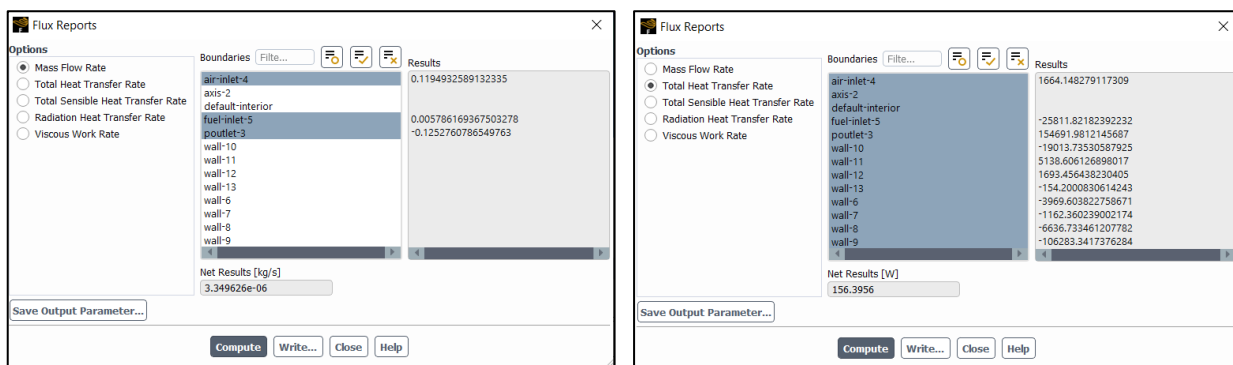 Flux Reports
Options
Mass Flow Rate
Total Heat Transfer Rate
Total Sensible Heat Transfer Rate
Radiation Heat Transfer Rate
Viscous Work Rate
Boundaries Filte...
air-inlet-4
axis-2
default-interior
fuel-inlet-5
poutlet-3
wall-10
wall-11
wall-12
wall-13
wall-6
wall-7
wall-8
wall-9
Results
0.1194932589132335
0.005786169367503278
-0.1252760786549763
Net Results [kg/s]
3.349626e-06
Save Output Parameter...
Compute Write... Close Help
Flux Reports
Options
Mass Flow Rate
Total Heat Transfer Rate
Total Sensible Heat Transfer Rate
Radiation Heat Transfer Rate
Viscous Work Rate
Boundaries Filte...
air-inlet-4
axis-2
default-interior
fuel-inlet-5
poutlet-3
wall-10
wall-11
wall-12
wall-13
wall-6
wall-7
wall-8
wall-9
Results
1664.148279117309
-25811.82182392232
154691.9812145687
-19013.73530587925
5138.606126898017
1693.456438230405
-154.2000830614243
-3969.603822758671
-1162.360239002174
-6636.733461207782
-106283.3417376284
Net Results [W]
156.3956
Save Output Parameter...
Compute Write... Close Help